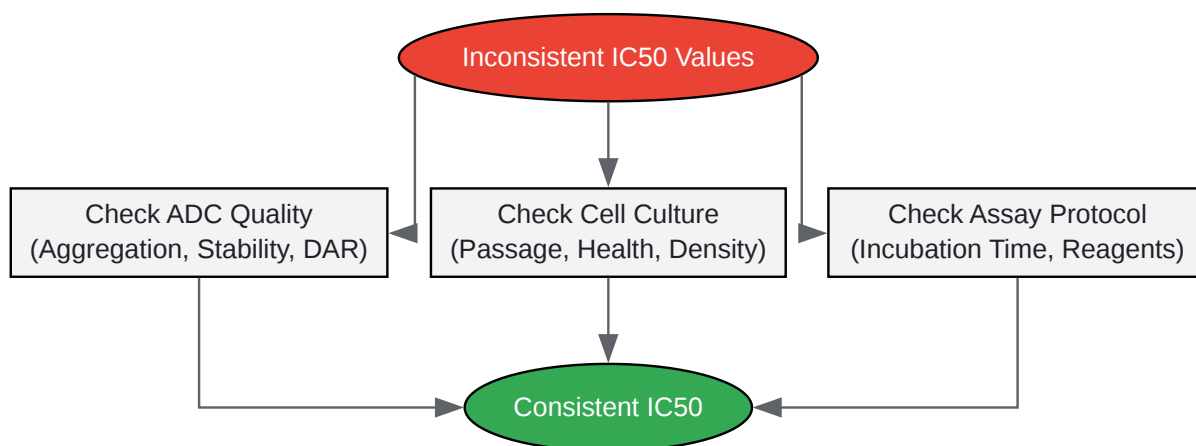 Inconsistent IC50 Values
Check ADC Quality
(Aggregation, Stability, DAR)
Check Cell Culture
(Passage, Health, Density)
Check Assay Protocol
(Incubation Time, Reagents)
Consistent IC50